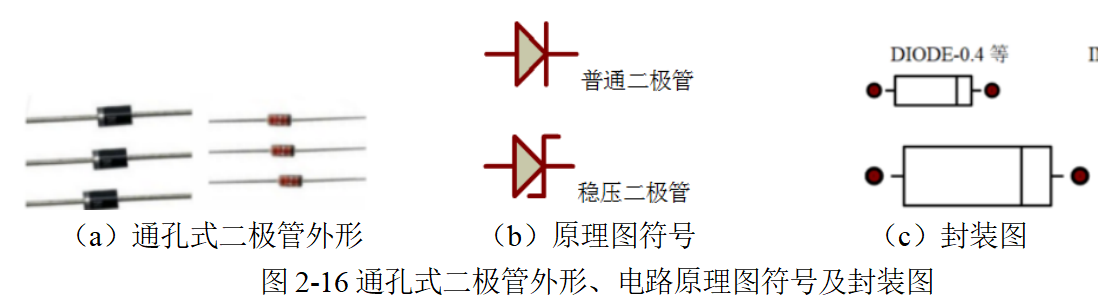 DIODE-0.4 等
普通二极管
稳压二极管
（a）通孔式二极管外形
（b）原理图符号
（c）封装图
图 2-16 通孔式二极管外形、电路原理图符号及封装图